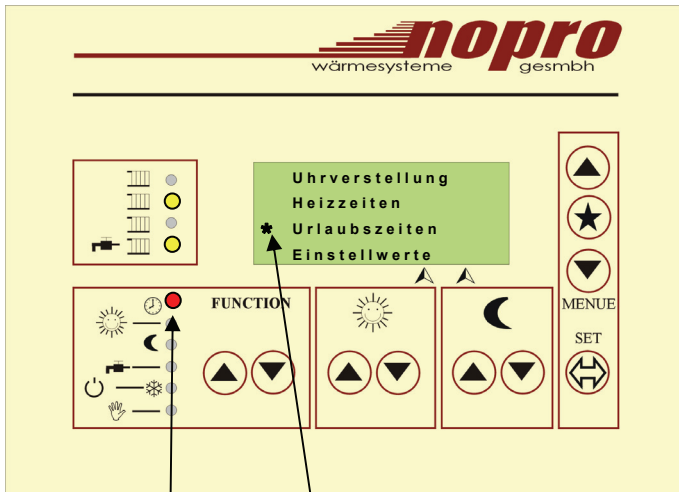 nopro
wärmesysteme gesmbh
Uhrverstellung
Heizzeiten
* Urlaubszeiten
Einstellwerte
MENUE
FUNCTION
SET